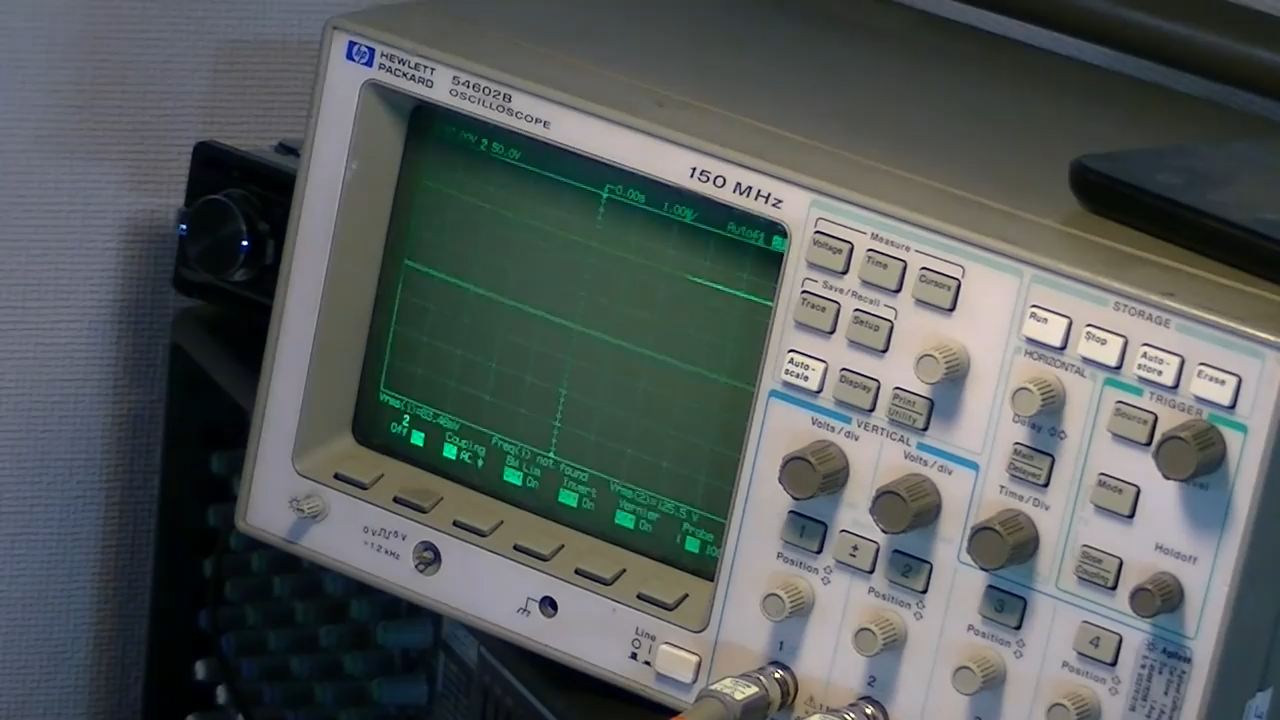 hp HEWLETT
PACKARD
54602B
OSCILLOSCOPE
150 MHz
2 50.0V
0.00s
Vrms(1)=83.48mV
Freq(1) not found
Vrms(2)=125.5 V
2
Off
Coupling
AC
BW Lim
On
Invert
On
Vernier
On
Probe
Measure
Voltage
Time
Cursors
Save/Recall
Trace
Setup
Auto-
scale
Display
Print
Utility
STORAGE
Run
Stop
Auto-
store
Erase
HORIZONTAL
Delay
Main
Delayed
Time/Div
TRIGGER
Source
Mode
Slope
Coupling
Holdoff
VERTICAL
Volts/div
Volts/div
1
±
2
3
4
Position
Position
Position
Position
1
2
0 V 5 V
≈1.2 kHz
Line
Agilent